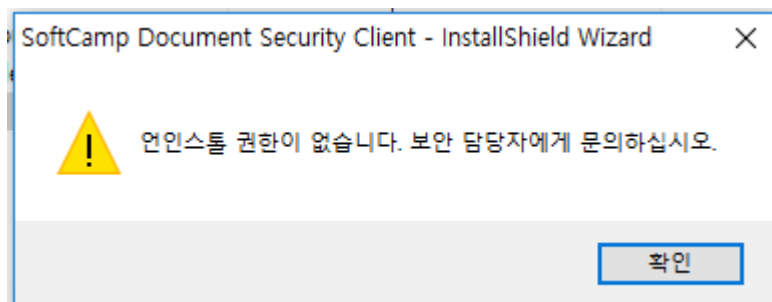 SoftCamp Document Security Client - InstallShield Wizard
언인스톨 권한이 없습니다. 보안 담당자에게 문의하십시오.
확인